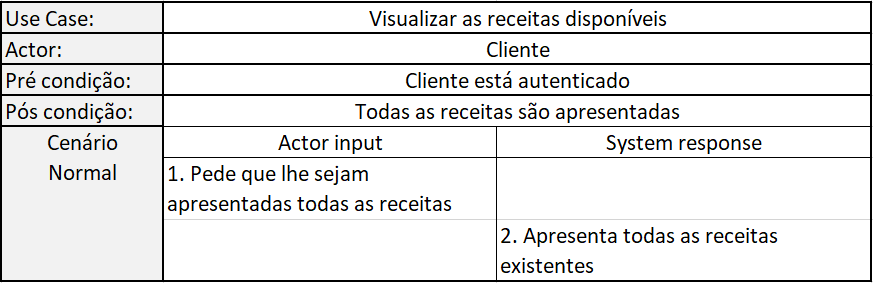 Use Case: Visualizar as receitas disponíveis
Actor: Cliente
Pré condição: Cliente está autenticado
Pós condição: Todas as receitas são apresentadas
Cenário Actor input System response
Normal 1. Pede que lhe sejam
apresentadas todas as receitas
2. Apresenta todas as receitas
existentes